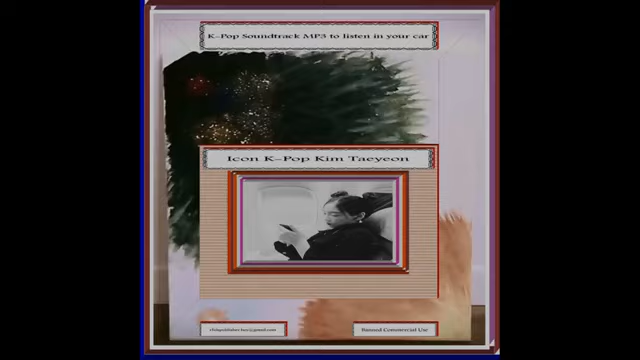 K-Pop Soundtrack MP3 to listen in your car
Icon K-Pop Kim Taeyeon
Banned Commercial Use